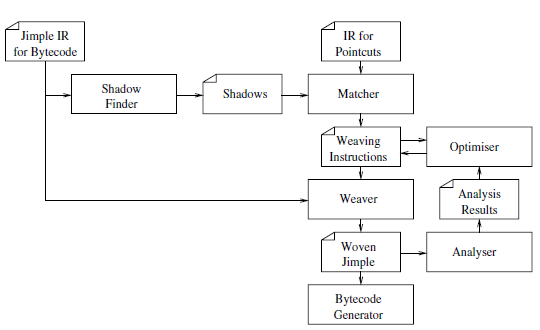 Jimple IR
for Bytecode
IR for
Pointcuts
Shadow
Finder
Shadows
Matcher
Weaving
Instructions
Optimiser
Weaver
Analysis
Results
Woven
Jimple
Analyser
Bytecode
Generator